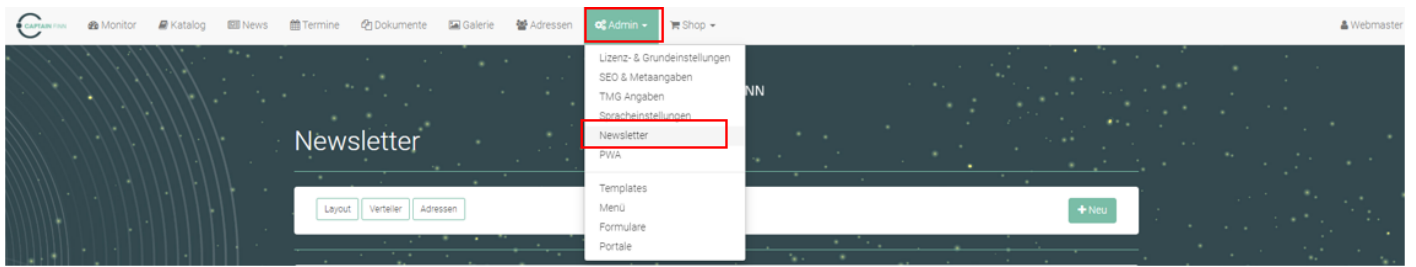 CAPTAIN FINN Monitor Katalog News Termine Dokumente Galerie Adressen Admin Shop Webmaster
Lizenz- & Grundeinstellungen
SEO & Metaangaben
NN
TMG Angaben
Spracheinstellungen
Newsletter
Newsletter
PWA
Templates
Layout Verteiler Adressen
Menü
+ Neu
Formulare
Portale